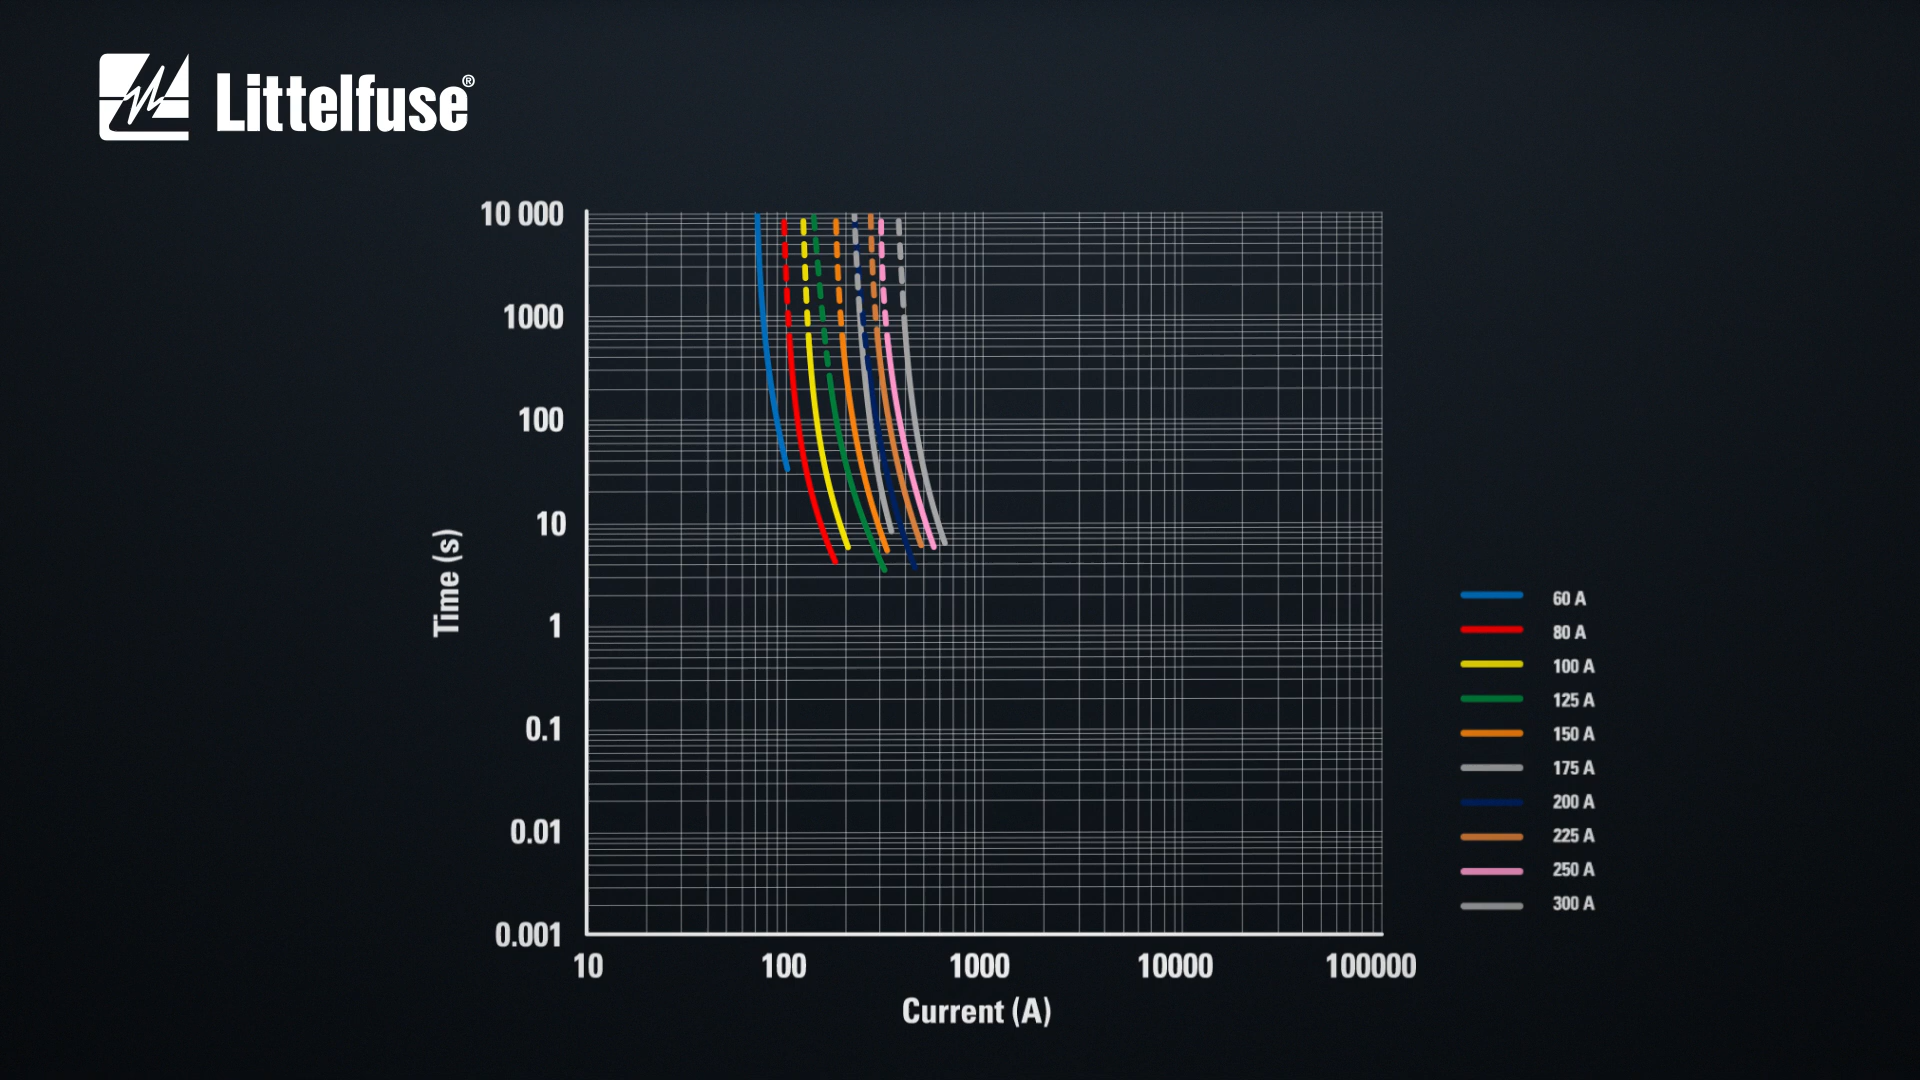 Littelfuse®
10 000
1000
100
10
1
0.1
0.01
0.001
Time (s)
10 100 1000 10000 100000
Current (A)
60 A
80 A
100 A
125 A
150 A
175 A
200 A
225 A
250 A
300 A